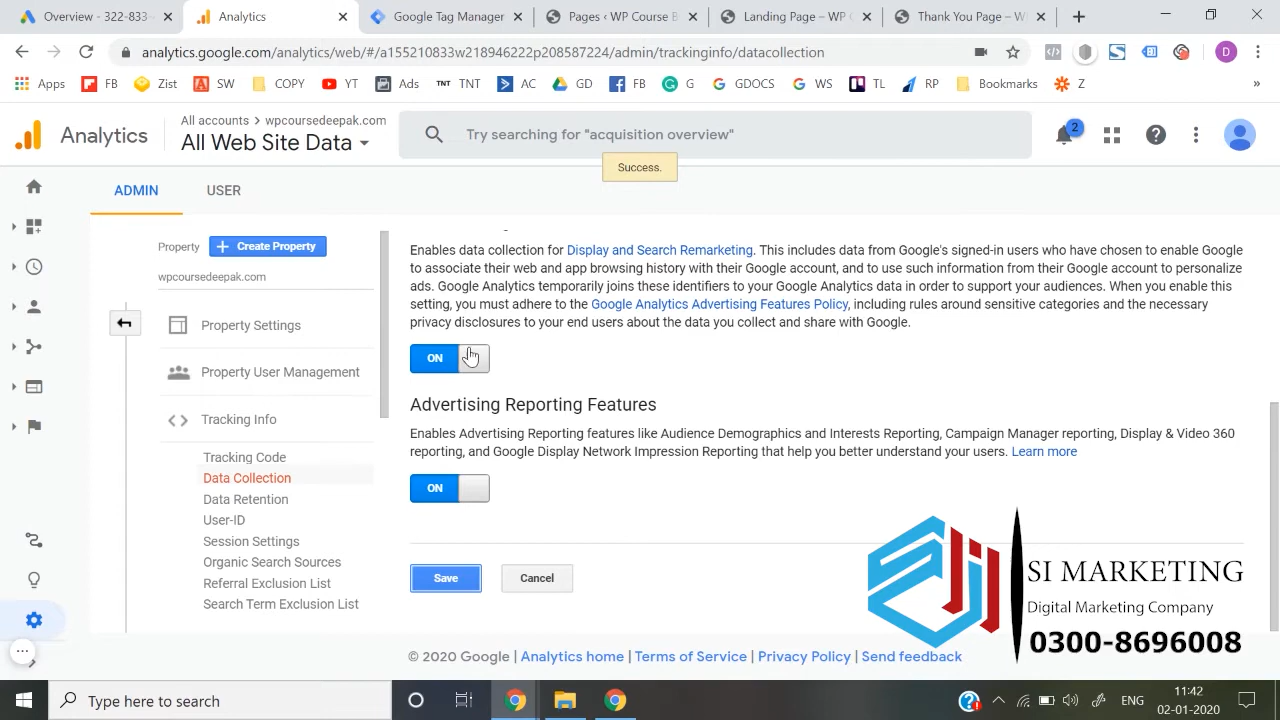 Overview - 322-833-
Analytics
Google Tag Manager
Pages ‹ WP Course B
Landing Page – WP C
Thank You Page – W
analytics.google.com/analytics/web/#/a155210833w218946222p208587224/admin/trackinginfo/datacollection
D
Apps
FB
Zist
SW
COPY
YT
Ads
TNT TNT
AC
GD
FB
G
GDOCS
WS
TL
RP
Bookmarks
Z
»
Analytics
All accounts > wpcoursedeepak.com
All Web Site Data
Try searching for "acquisition overview"
2
Success.
ADMIN
USER
Property
+ Create Property
wpcoursedeepak.com
Property Settings
Property User Management
Tracking Info
Tracking Code
Data Collection
Data Retention
User-ID
Session Settings
Organic Search Sources
Referral Exclusion List
Search Term Exclusion List
Enables data collection for Display and Search Remarketing. This includes data from Google's signed-in users who have chosen to enable Google
to associate their web and app browsing history with their Google account, and to use such information from their Google account to personalize
ads. Google Analytics temporarily joins these identifiers to your Google Analytics data in order to support your audiences. When you enable this
setting, you must adhere to the Google Analytics Advertising Features Policy, including rules around sensitive categories and the necessary
privacy disclosures to your end users about the data you collect and share with Google.
ON
Advertising Reporting Features
Enables Advertising Reporting features like Audience Demographics and Interests Reporting, Campaign Manager reporting, Display & Video 360
reporting, and Google Display Network Impression Reporting that help you better understand your users. Learn more
ON
Save
Cancel
SI MARKETING
Digital Marketing Company
0300-8696008
© 2020 Google | Analytics home | Terms of Service | Privacy Policy | Send feedback
Type here to search
ENG
11:42
02-01-2020